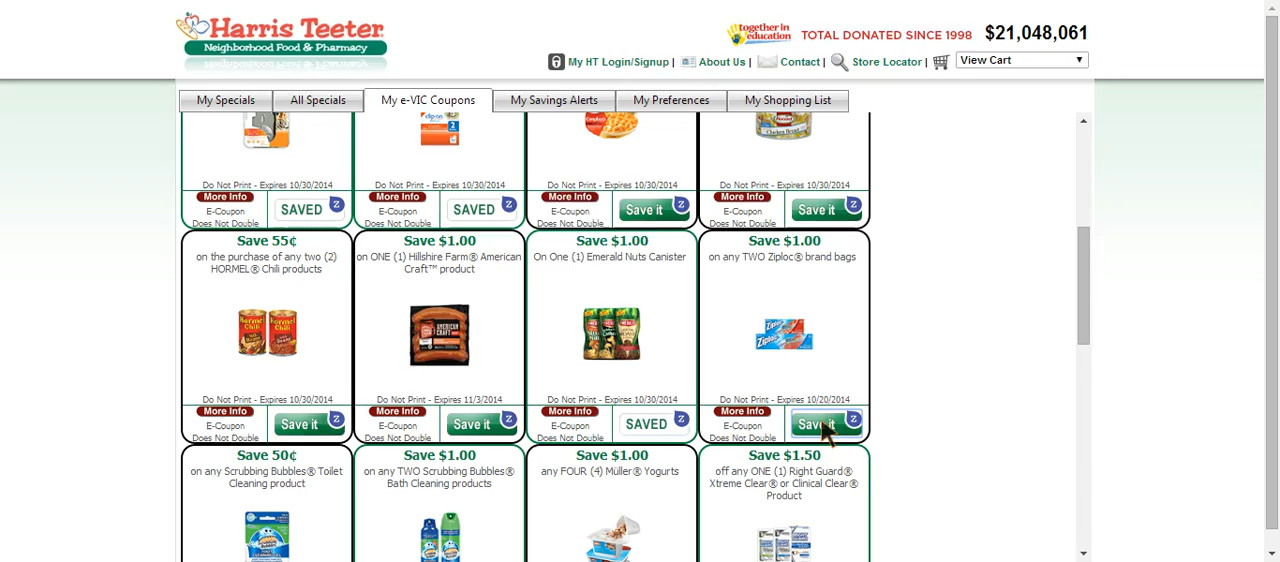 Harris Teeter
Neighborhood Food & Pharmacy
together in
education
TOTAL DONATED SINCE 1998 $21,048,061
My HT Login/Signup | About Us | Contact | Store Locator | View Cart
My Specials All Specials My e-VIC Coupons My Savings Alerts My Preferences My Shopping List
Do Not Print - Expires 10/30/2014 Do Not Print - Expires 10/30/2014 Do Not Print - Expires 10/30/2014 Do Not Print - Expires 10/30/2014
More Info More Info More Info More Info
E-Coupon SAVED Z E-Coupon SAVED Z E-Coupon Save it Z E-Coupon Save it Z
Does Not Double Does Not Double Does Not Double Does Not Double
Save 55¢ Save $1.00 Save $1.00 Save $1.00
on the purchase of any two (2) on ONE (1) Hillshire Farm® American On One (1) Emerald Nuts Canister on any TWO Ziploc® brand bags
HORMEL® Chili products Craft™ product
Do Not Print - Expires 10/30/2014 Do Not Print - Expires 11/3/2014 Do Not Print - Expires 10/30/2014 Do Not Print - Expires 10/20/2014
More Info More Info More Info More Info
E-Coupon Save it Z E-Coupon Save it Z E-Coupon SAVED Z E-Coupon Save it Z
Does Not Double Does Not Double Does Not Double Does Not Double
Save 50¢ Save $1.00 Save $1.00 Save $1.50
on any Scrubbing Bubbles® Toilet on any TWO Scrubbing Bubbles® any FOUR (4) Müller® Yogurts off any ONE (1) Right Guard®
Cleaning product Bath Cleaning products Xtreme Clear® or Clinical Clear®
Product